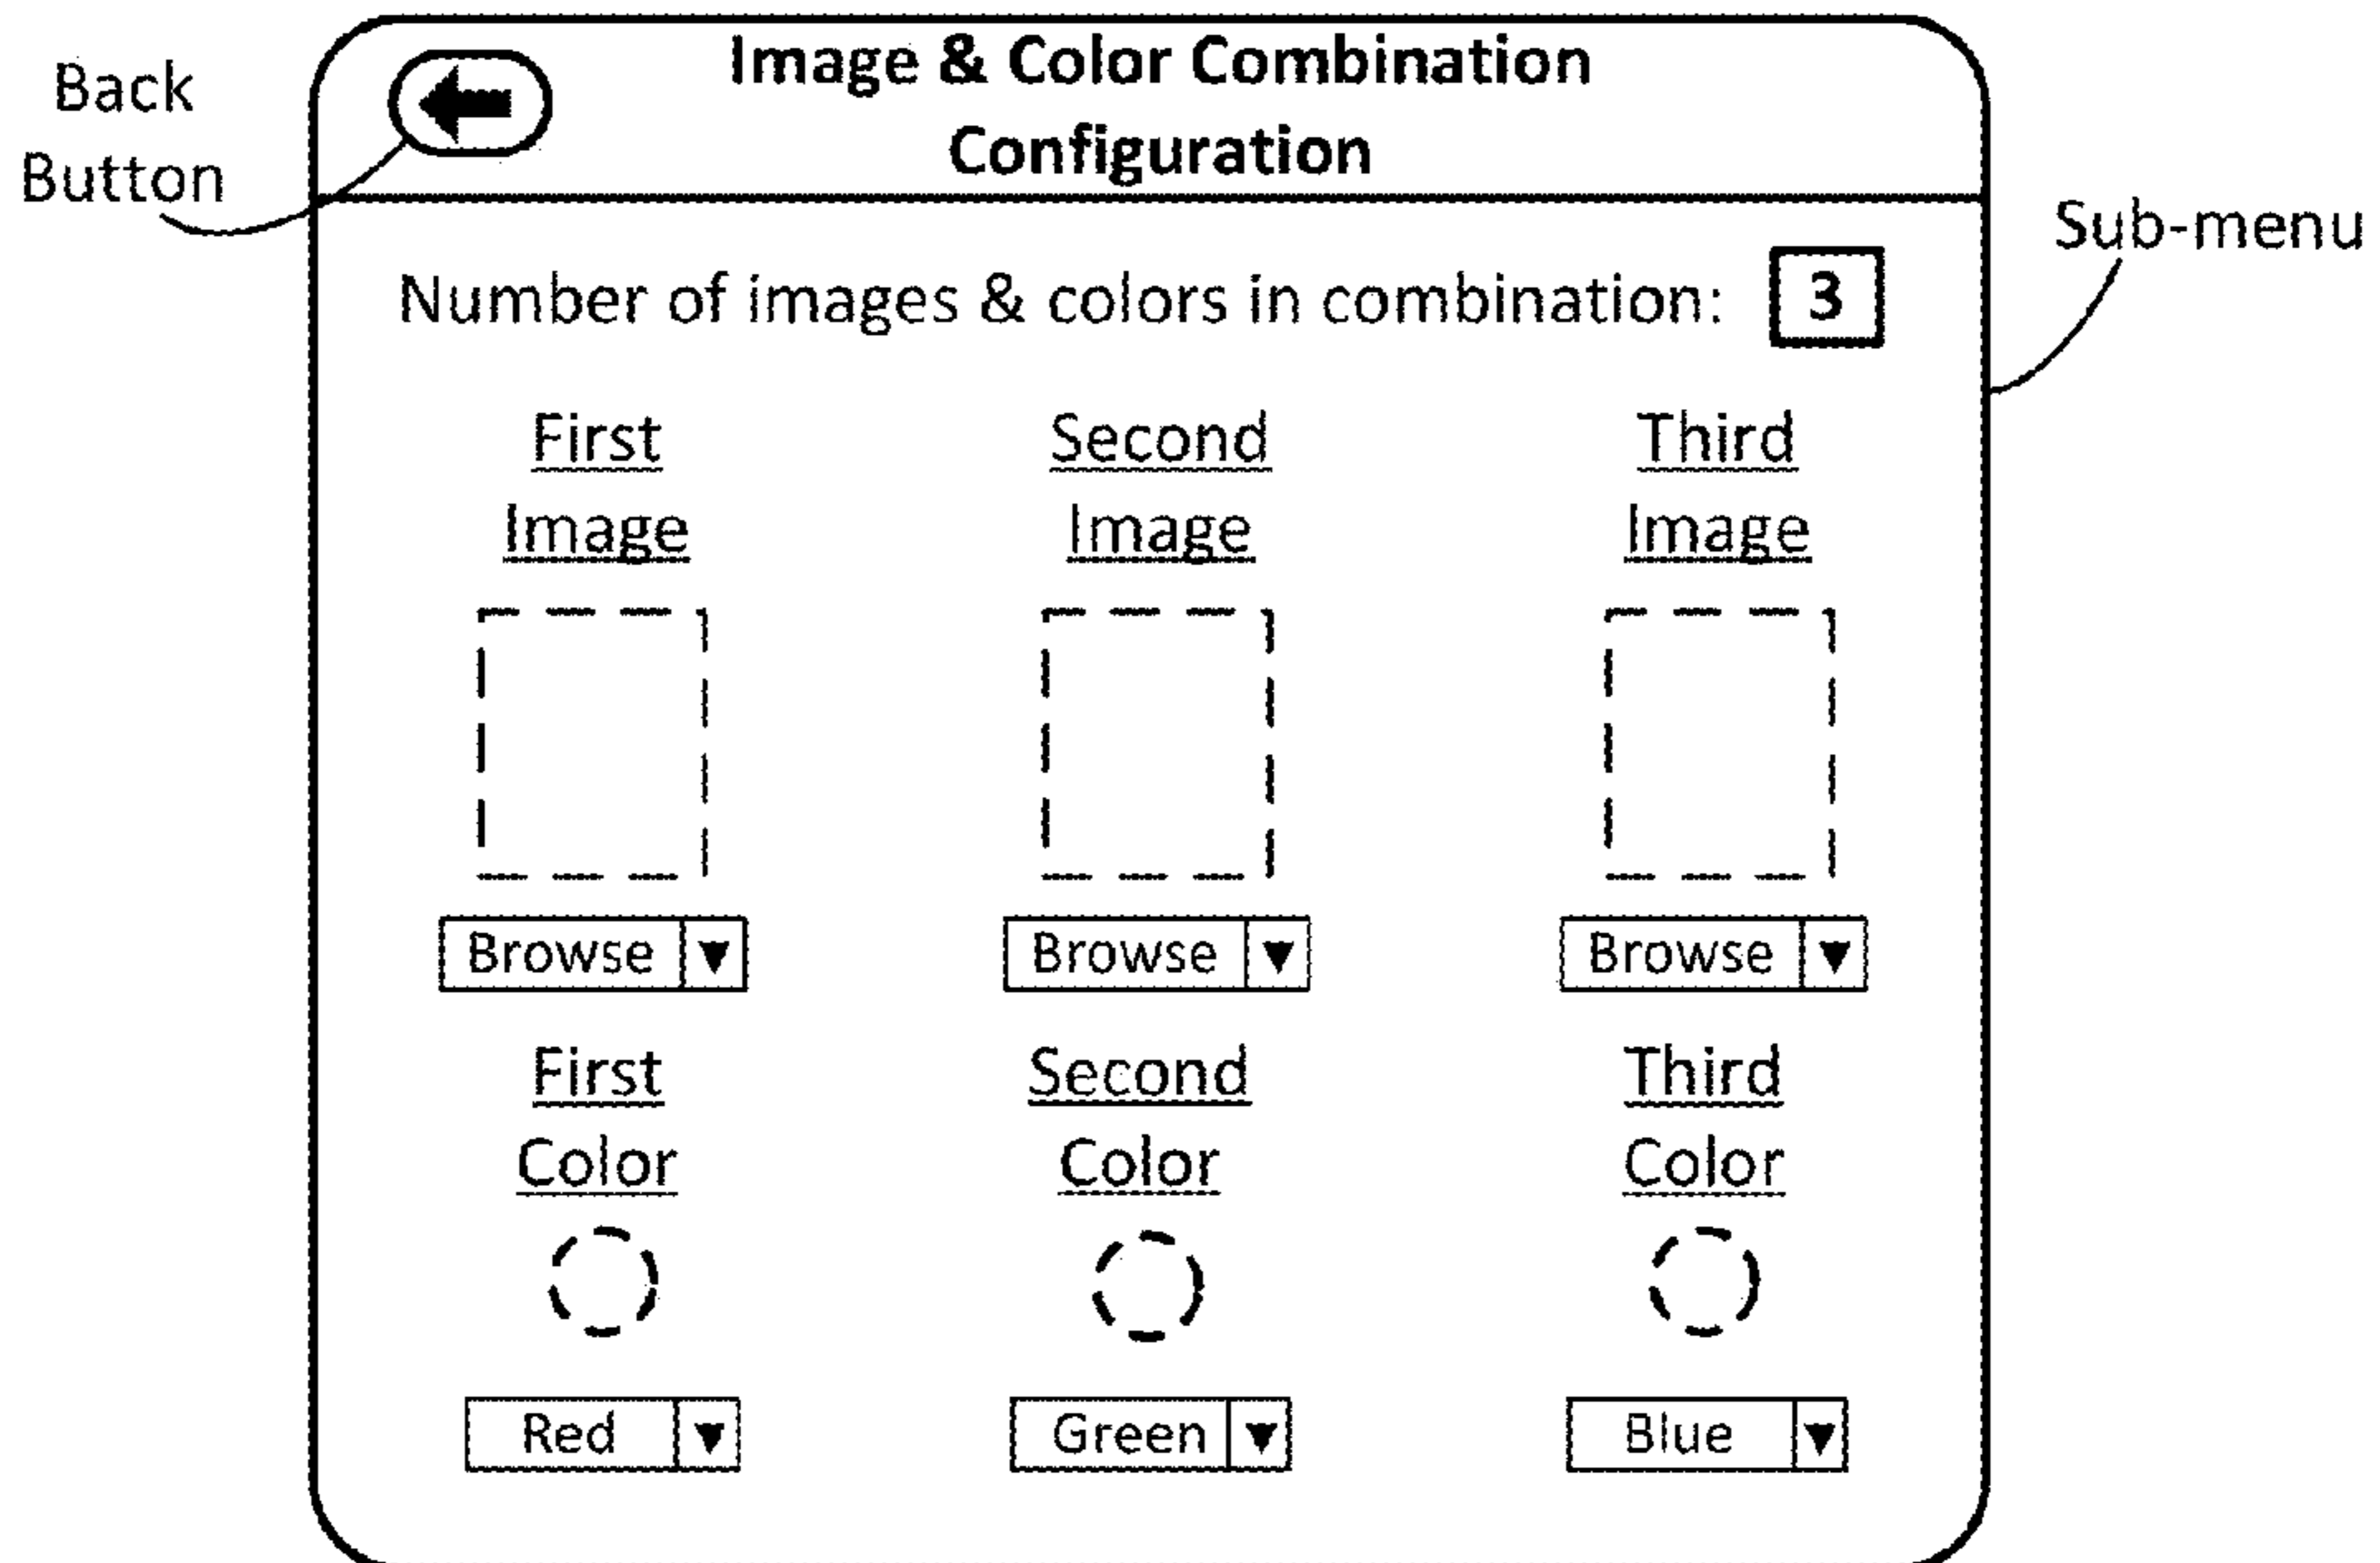 Back
Button
Image & Color Combination
Configuration
Sub-menu
Number of images & colors in combination: 3
First Second Third
Image Image Image
Browse Browse Browse
First Second Third
Color Color Color
Red Green Blue